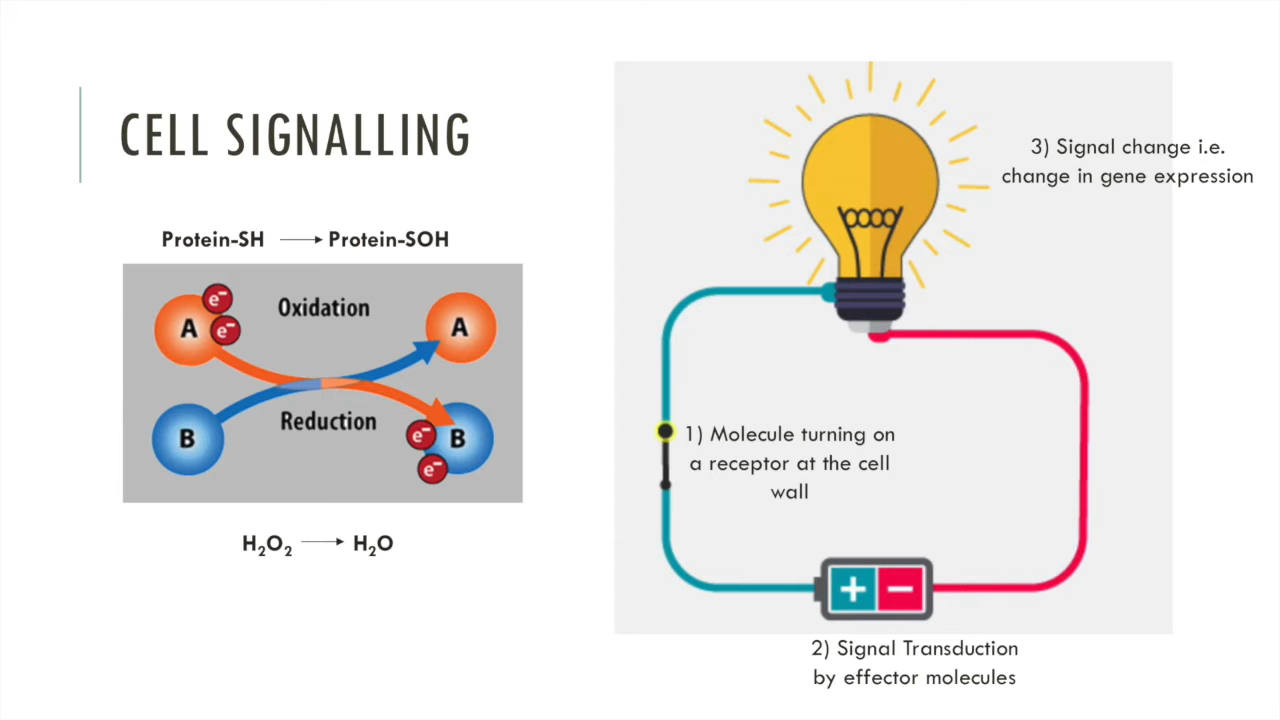 CELL SIGNALLING
Protein-SH ⟶ Protein-SOH
A e⁻ e⁻ Oxidation A
B Reduction e⁻ e⁻ B
H₂O₂ ⟶ H₂O
3) Signal change i.e.
change in gene expression
1) Molecule turning on
a receptor at the cell
wall
+ −
2) Signal Transduction
by effector molecules